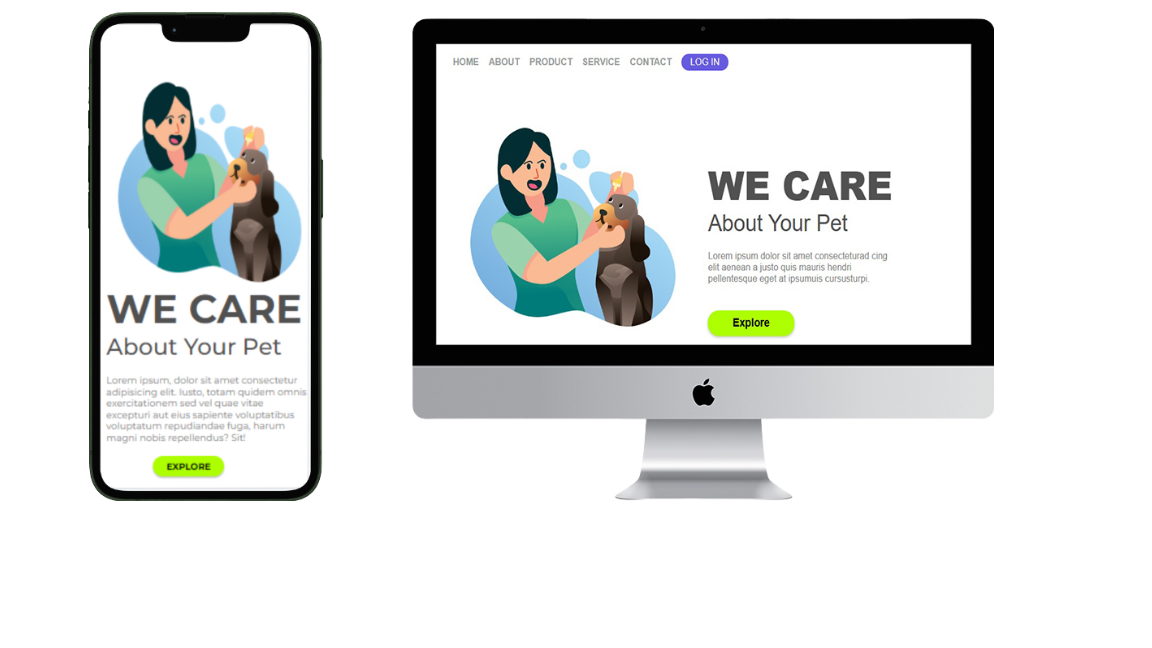 WE CARE
About Your Pet
Lorem ipsum, dolor sit amet consectetur
adipisicing elit. Iusto, totam quidem omnis
exercitationem sed vel quae vitae
excepturi aut eius sapiente voluptatibus
voluptatum repudiandae fuga, harum
magni nobis repellendus? Sit!
EXPLORE
HOME ABOUT PRODUCT SERVICE CONTACT LOG IN
WE CARE
About Your Pet
Lorem ipsum dolor sit amet consecteturad cing
elit aenean a justo quis mauris hendri
pellentesque eget at ipsumuis cursusturpi.
Explore